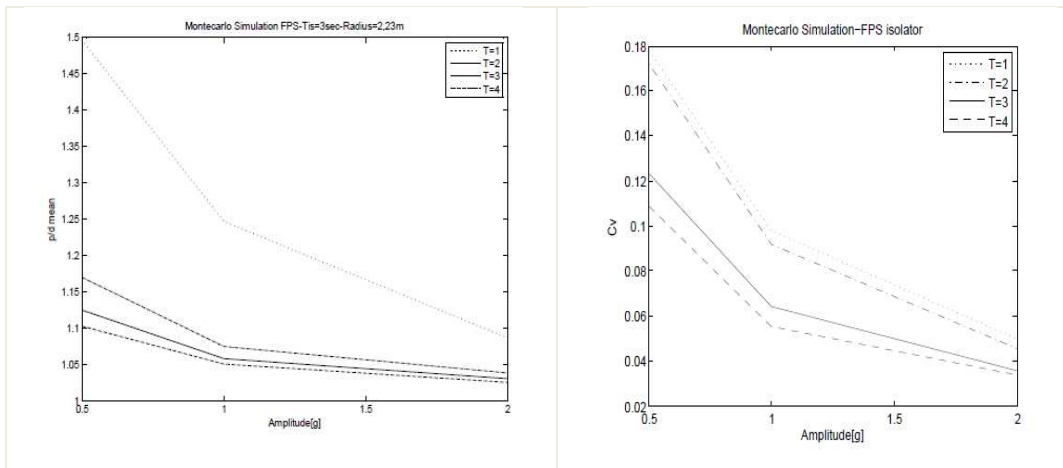 Montecarlo Simulation FPS-Tis=3sec-Radius=2,23m
1.5
1.45
1.4
1.35
1.3
1.25
1.2
1.15
1.1
1.05
1
p/d mean
T=1
T=2
T=3
T=4
0.5
1
1.5
2
Amplitude[g]
Montecarlo Simulation-FPS isolator
0.18
0.16
0.14
0.12
0.1
0.08
0.06
0.04
0.02
Cv
T=1
T=2
T=3
T=4
0.5
1
1.5
2
Amplitude[g]